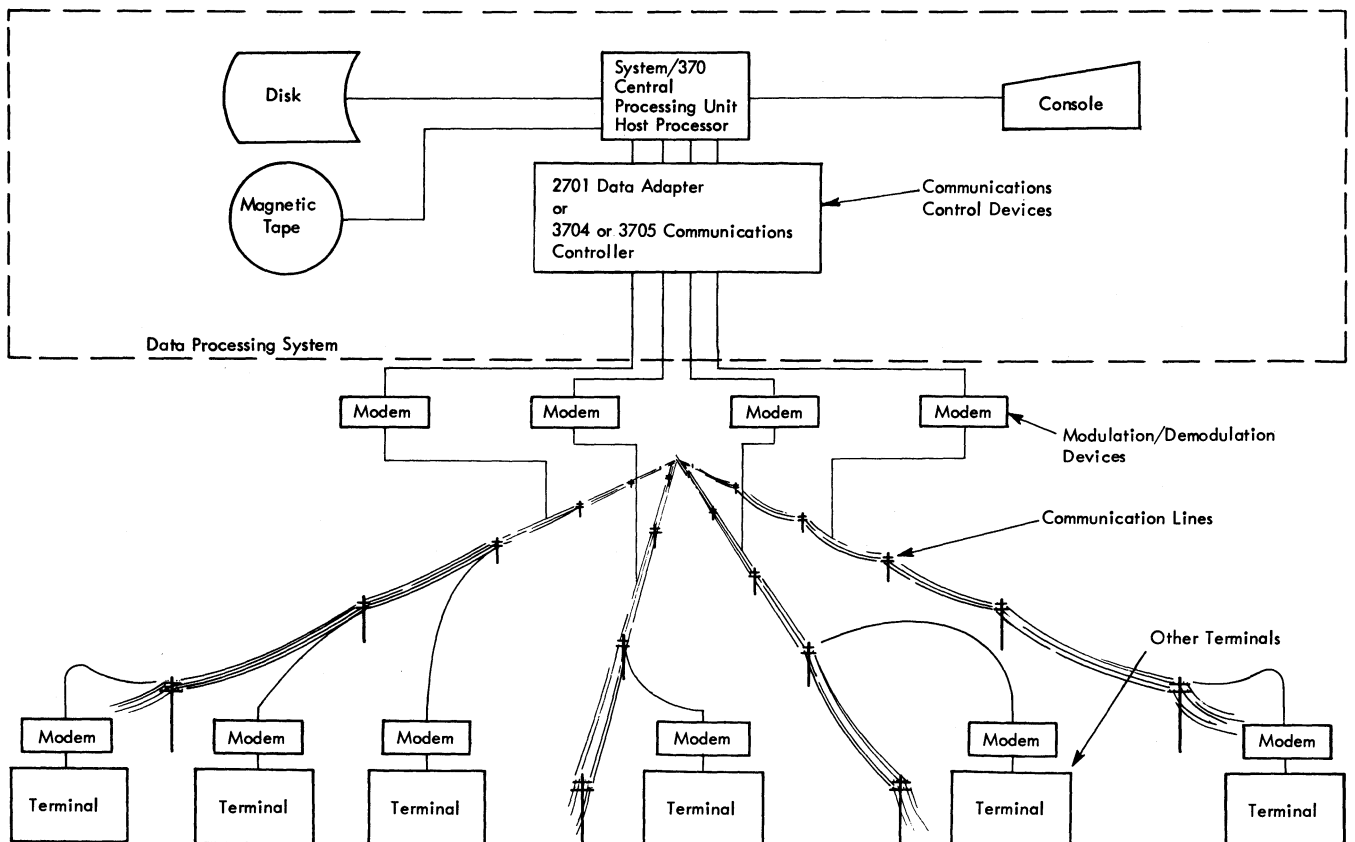 System/370
Central
Processing Unit
Host Processor
Disk
Console
Magnetic
Tape
2701 Data Adapter
or
3704 or 3705 Communications
Controller
Communications
Control Devices
Data Processing System
Modem
Modem
Modem
Modem
Modulation/Demodulation
Devices
Communication Lines
Other Terminals
Modem
Modem
Modem
Modem
Modem
Modem
Terminal
Terminal
Terminal
Terminal
Terminal
Terminal